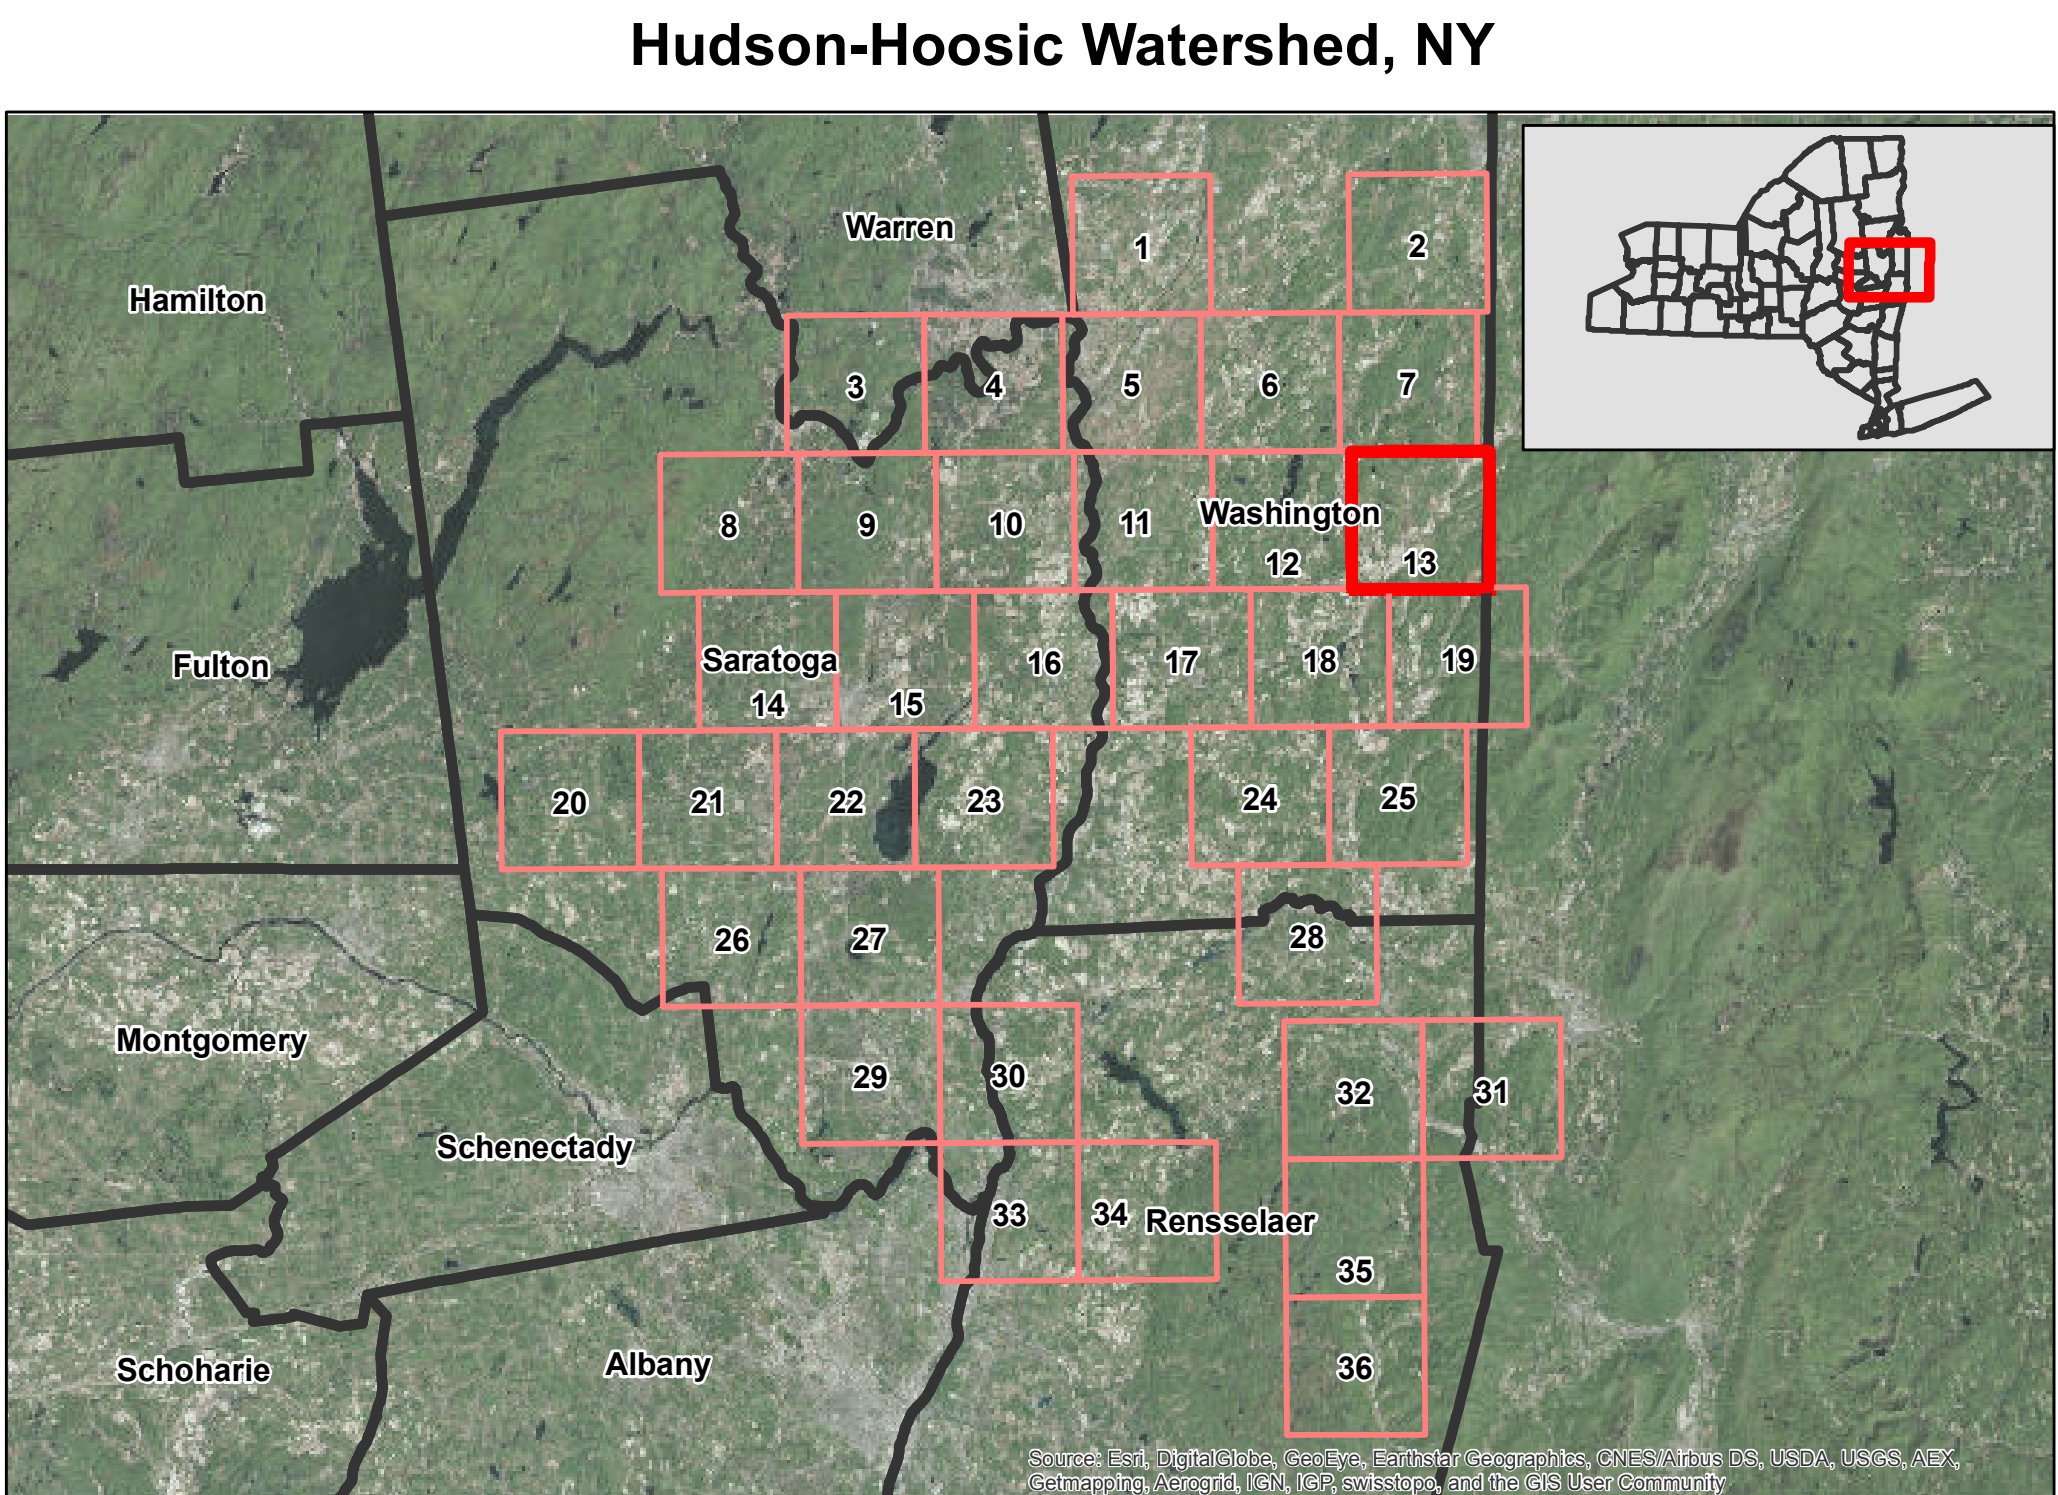 Hudson-Hoosic Watershed, NY
Warren
1
2
Hamilton
3
4
5
6
7
8
9
10
11
Washington
12
13
Fulton
Saratoga
14
15
16
17
18
19
20
21
22
23
24
25
26
27
28
Montgomery
29
30
32
31
Schenectady
33
34
Rensselaer
35
Schoharie
Albany
36
Source: Esri, DigitalGlobe, GeoEye, Earthstar Geographics, CNES/Airbus DS, USDA, USGS, AEX,
Getmapping, Aerogrid, IGN, IGP, swisstopo, and the GIS User Community